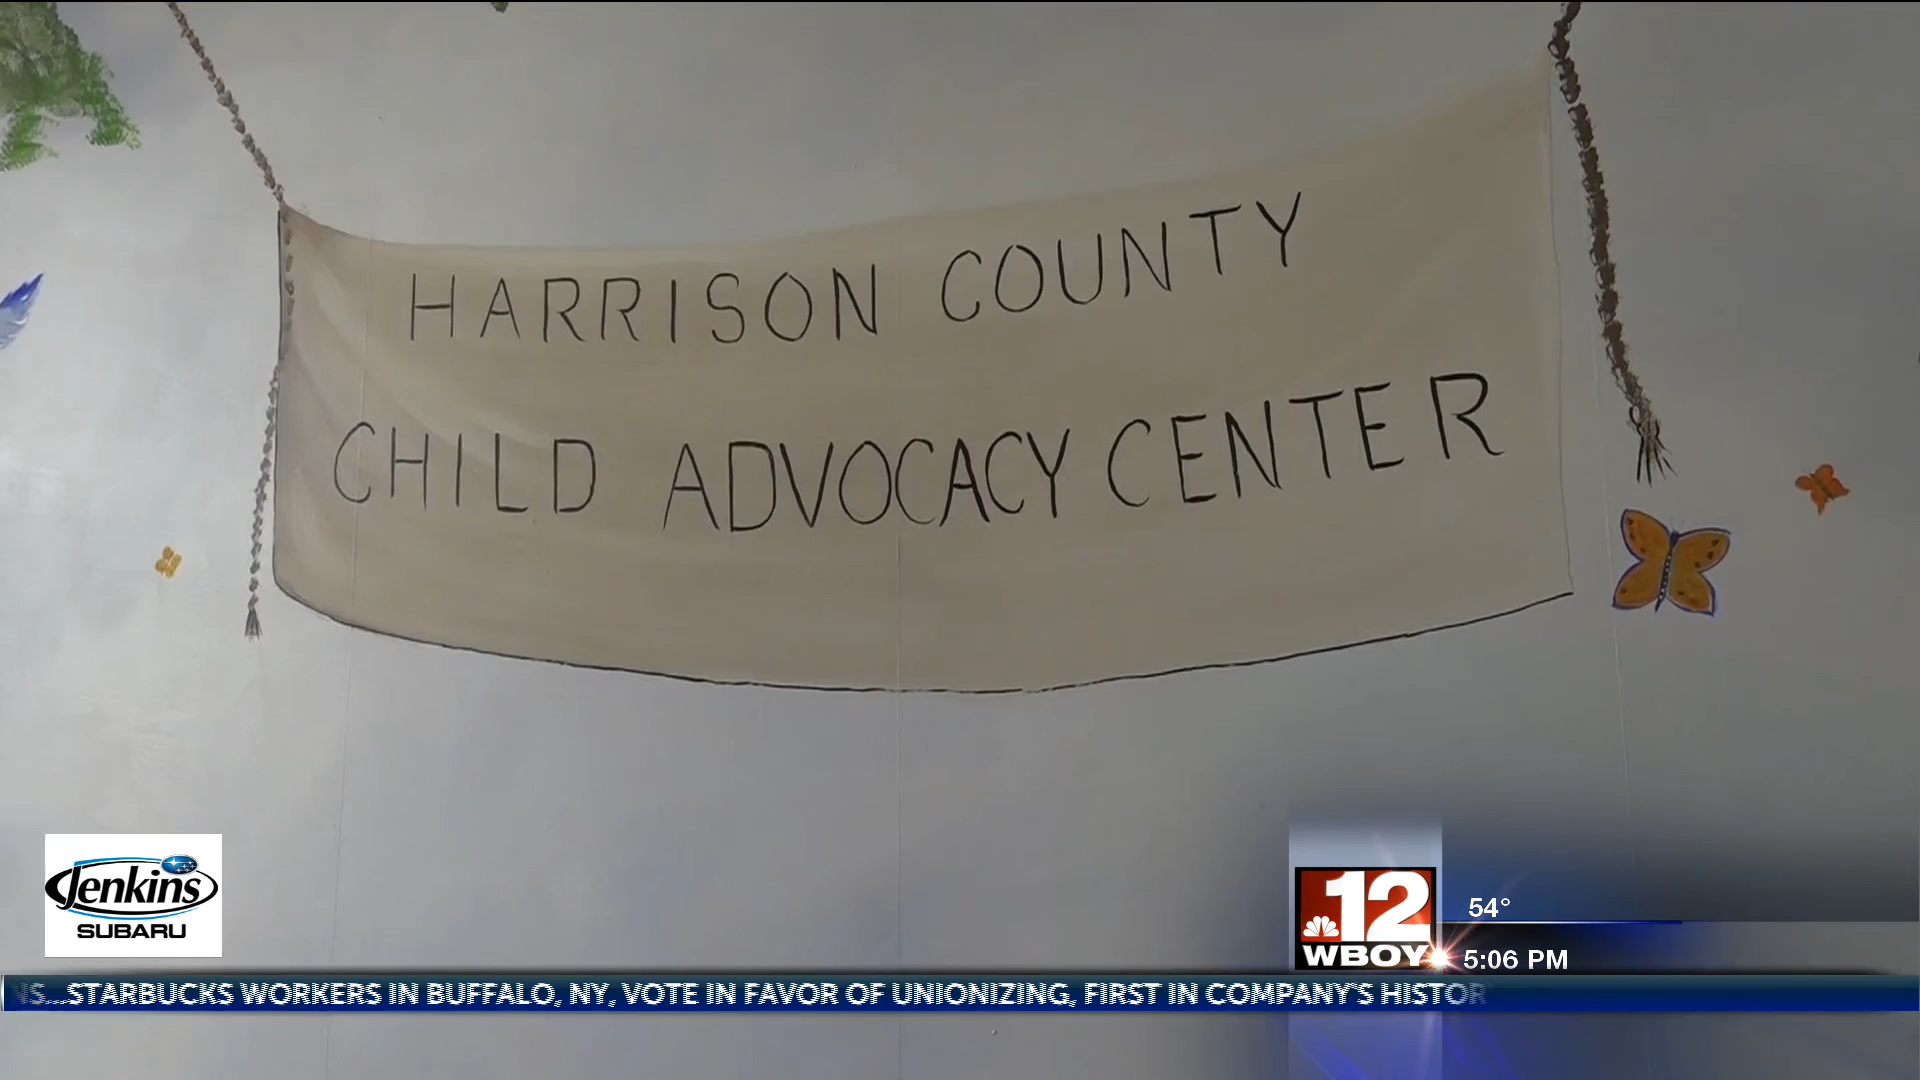 HARRISON COUNTY
CHILD ADVOCACY CENTER
Jenkins
SUBARU
12
WBOY
54°
5:06 PM
S...STARBUCKS WORKERS IN BUFFALO, NY, VOTE IN FAVOR OF UNIONIZING, FIRST IN COMPANY'S HISTOR